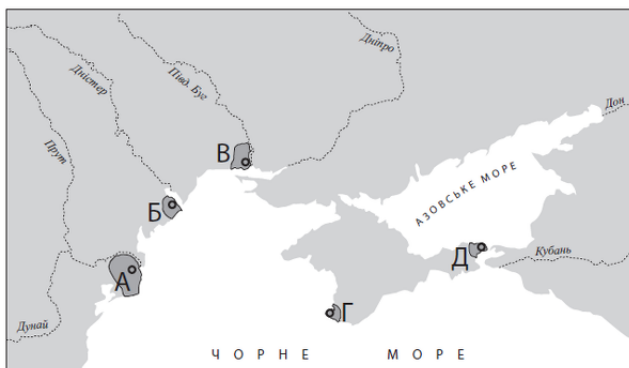 Дніпро
Дністер
Півд. Буг
Прут
Дон
В
АЗОВСЬКЕ МОРЕ
Б
Д
Кубань
А
Г
Дунай
ЧОРНЕ МОРЕ